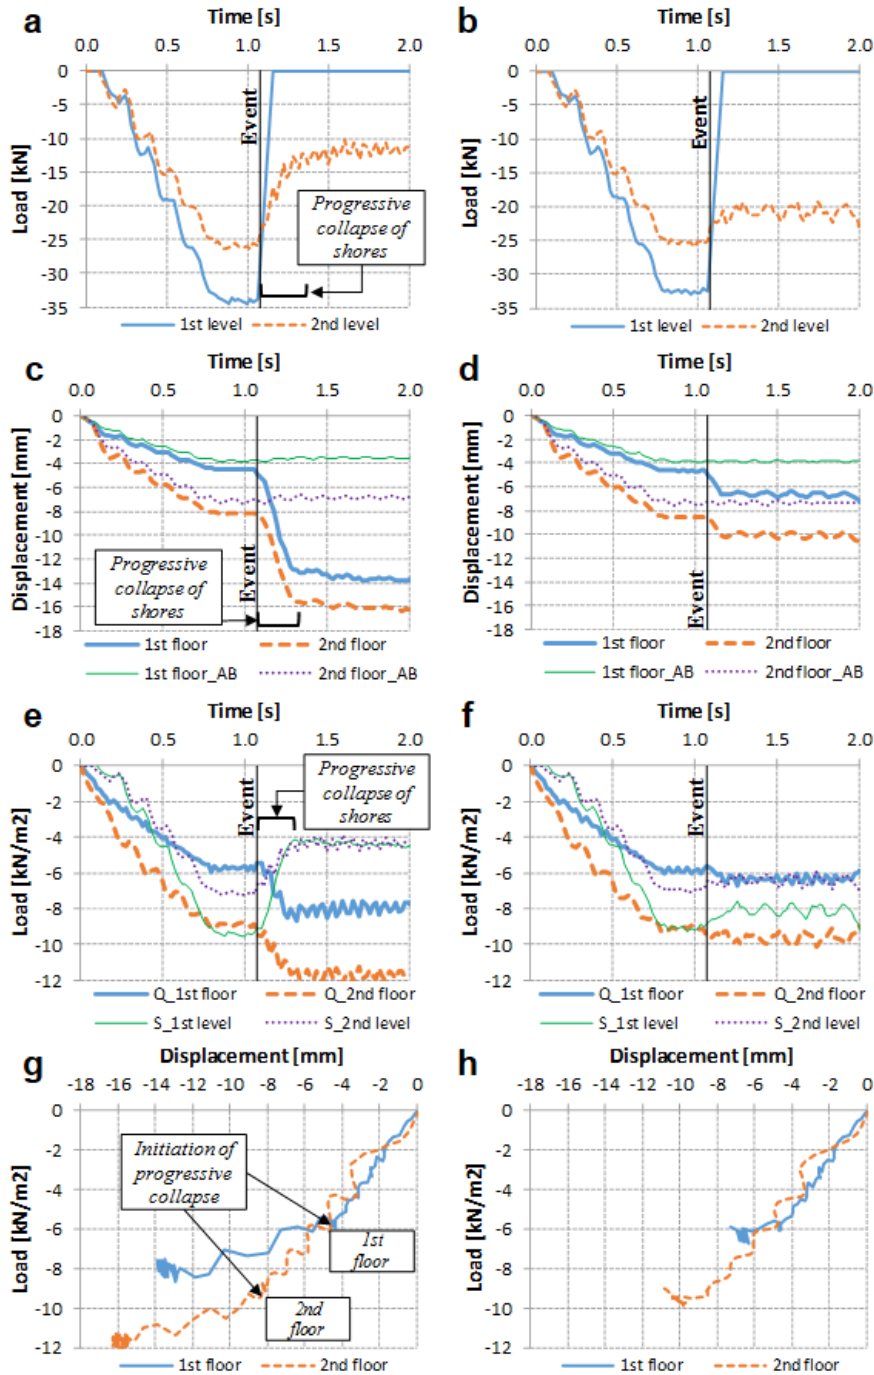 a
Time [s]
0.0 0.5 1.0 1.5 2.0
0
-5
-10
-15
-20
-25
-30
-35
Load [kN]
Event
Progressive
collapse of
shores
1st level 2nd level
b
Time [s]
0.0 0.5 1.0 1.5 2.0
0
-5
-10
-15
-20
-25
-30
-35
Load [kN]
Event
1st level 2nd level
c
Time [s]
0.0 0.5 1.0 1.5 2.0
0
-2
-4
-6
-8
-10
-12
-14
-16
-18
Displacement [mm]
Event
Progressive
collapse of
shores
1st floor 2nd floor
1st floor_AB 2nd floor_AB
d
Time [s]
0.0 0.5 1.0 1.5 2.0
0
-2
-4
-6
-8
-10
-12
-14
-16
-18
Displacement [mm]
Event
1st floor 2nd floor
1st floor_AB 2nd floor_AB
e
Time [s]
0.0 0.5 1.0 1.5 2.0
0
-2
-4
-6
-8
-10
-12
Load [kN/m2]
Event
Progressive
collapse of
shores
Q_1st floor Q_2nd floor
S_1st level S_2nd level
f
Time [s]
0.0 0.5 1.0 1.5 2.0
0
-2
-4
-6
-8
-10
-12
Load [kN/m2]
Event
Q_1st floor Q_2nd floor
S_1st level S_2nd level
g
Displacement [mm]
-18 -16 -14 -12 -10 -8 -6 -4 -2 0
0
-2
-4
-6
-8
-10
-12
Load [kN/m2]
Initiation of
progressive
collapse
1st
floor
2nd
floor
1st floor 2nd floor
h
Displacement [mm]
-18 -14 -10 -6 -2
0
-2
-4
-6
-8
-10
-12
Load [kN/m2]
1st floor 2nd floor